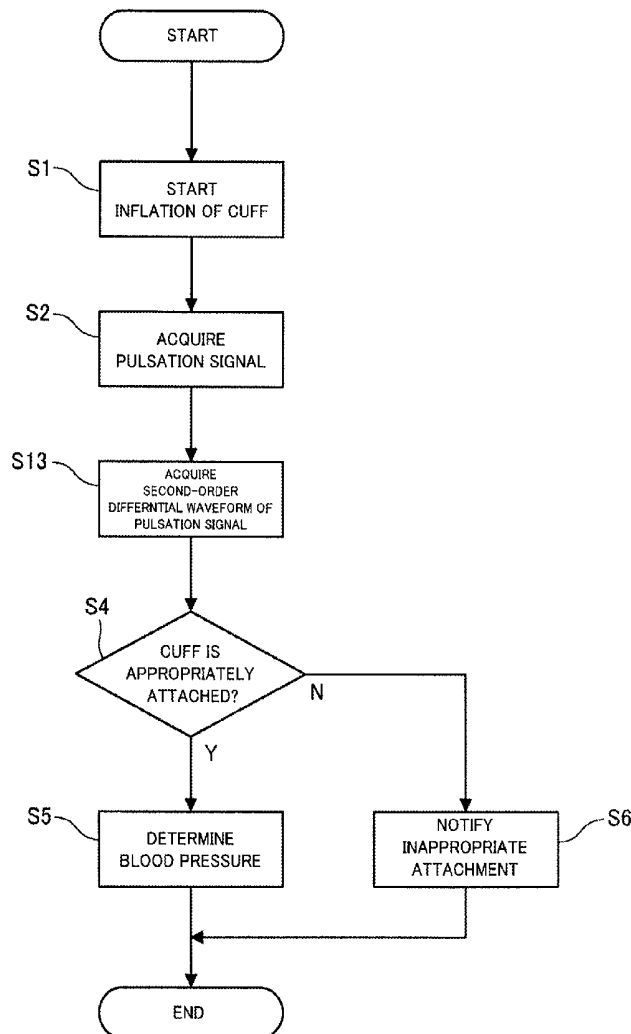 START
S1
START
INFLATION OF CUFF
S2
ACQUIRE
PULSATION SIGNAL
S13
ACQUIRE
SECOND-ORDER
DIFFERNTIAL WAVEFORM OF
PULSATION SIGNAL
S4
CUFF IS
APPROPRIATELY
ATTACHED?
N
Y
S5
DETERMINE
BLOOD PRESSURE
S6
NOTIFY
INAPPROPRIATE
ATTACHMENT
END